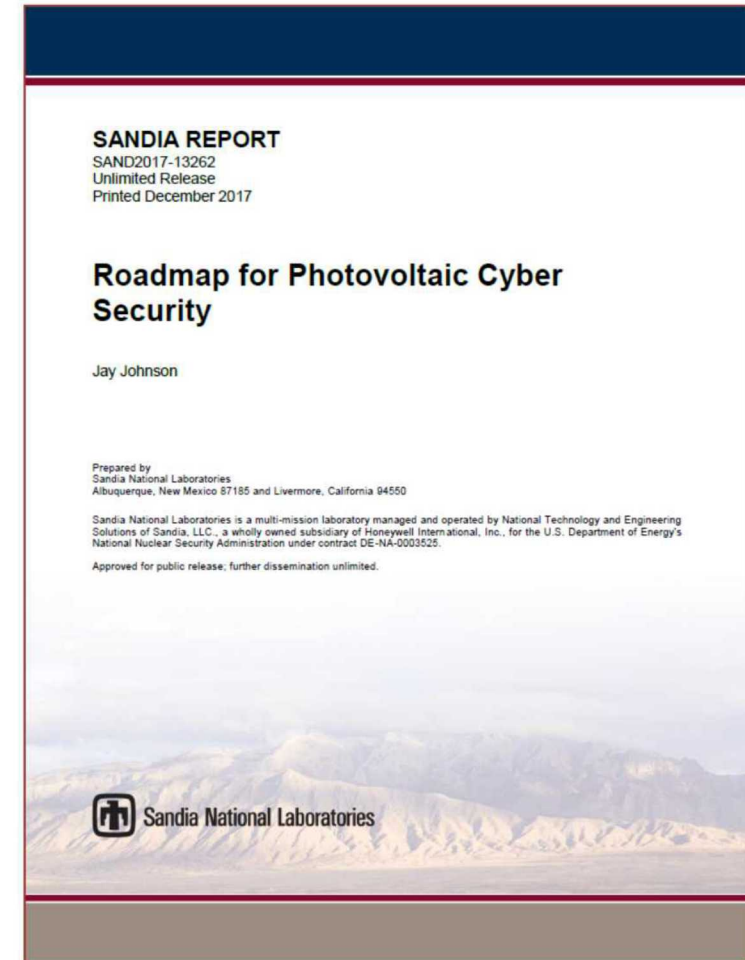 SANDIA REPORT
SAND2017-13262
Unlimited Release
Printed December 2017
Roadmap for Photovoltaic Cyber
Security
Jay Johnson
Prepared by
Sandia National Laboratories
Albuquerque, New Mexico 87185 and Livermore, California 94550
Sandia National Laboratories is a multi-mission laboratory managed and operated by National Technology and Engineering
Solutions of Sandia, LLC., a wholly owned subsidiary of Honeywell International, Inc., for the U.S. Department of Energy's
National Nuclear Security Administration under contract DE-NA-0003525.
Approved for public release; further dissemination unlimited.
Sandia National Laboratories